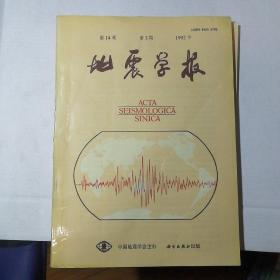 第14卷 第2期 1992年
地震学报
ACTA
SEISMOLOGICA
SINICA
中国地震学会主办 科学出版社出版